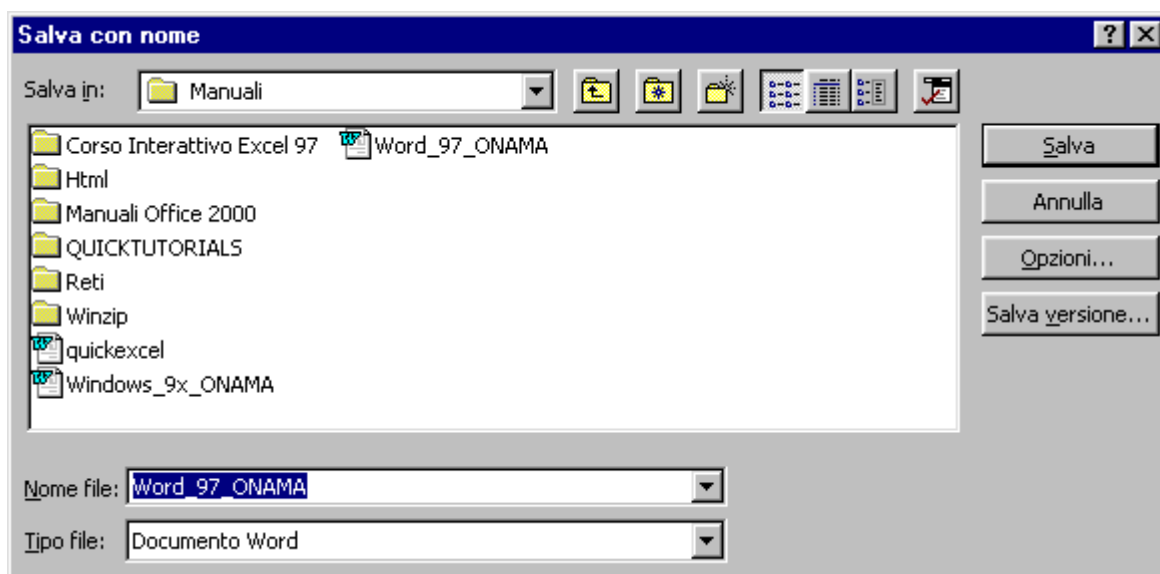 Salva con nome
Salva in: Manuali
Corso Interattivo Excel 97 Word_97_ONAMA
Html
Manuali Office 2000
QUICKTUTORIALS
Reti
Winzip
quickexcel
Windows_9x_ONAMA
Salva
Annulla
Opzioni...
Salva versione...
Nome file: Word_97_ONAMA
Tipo file: Documento Word